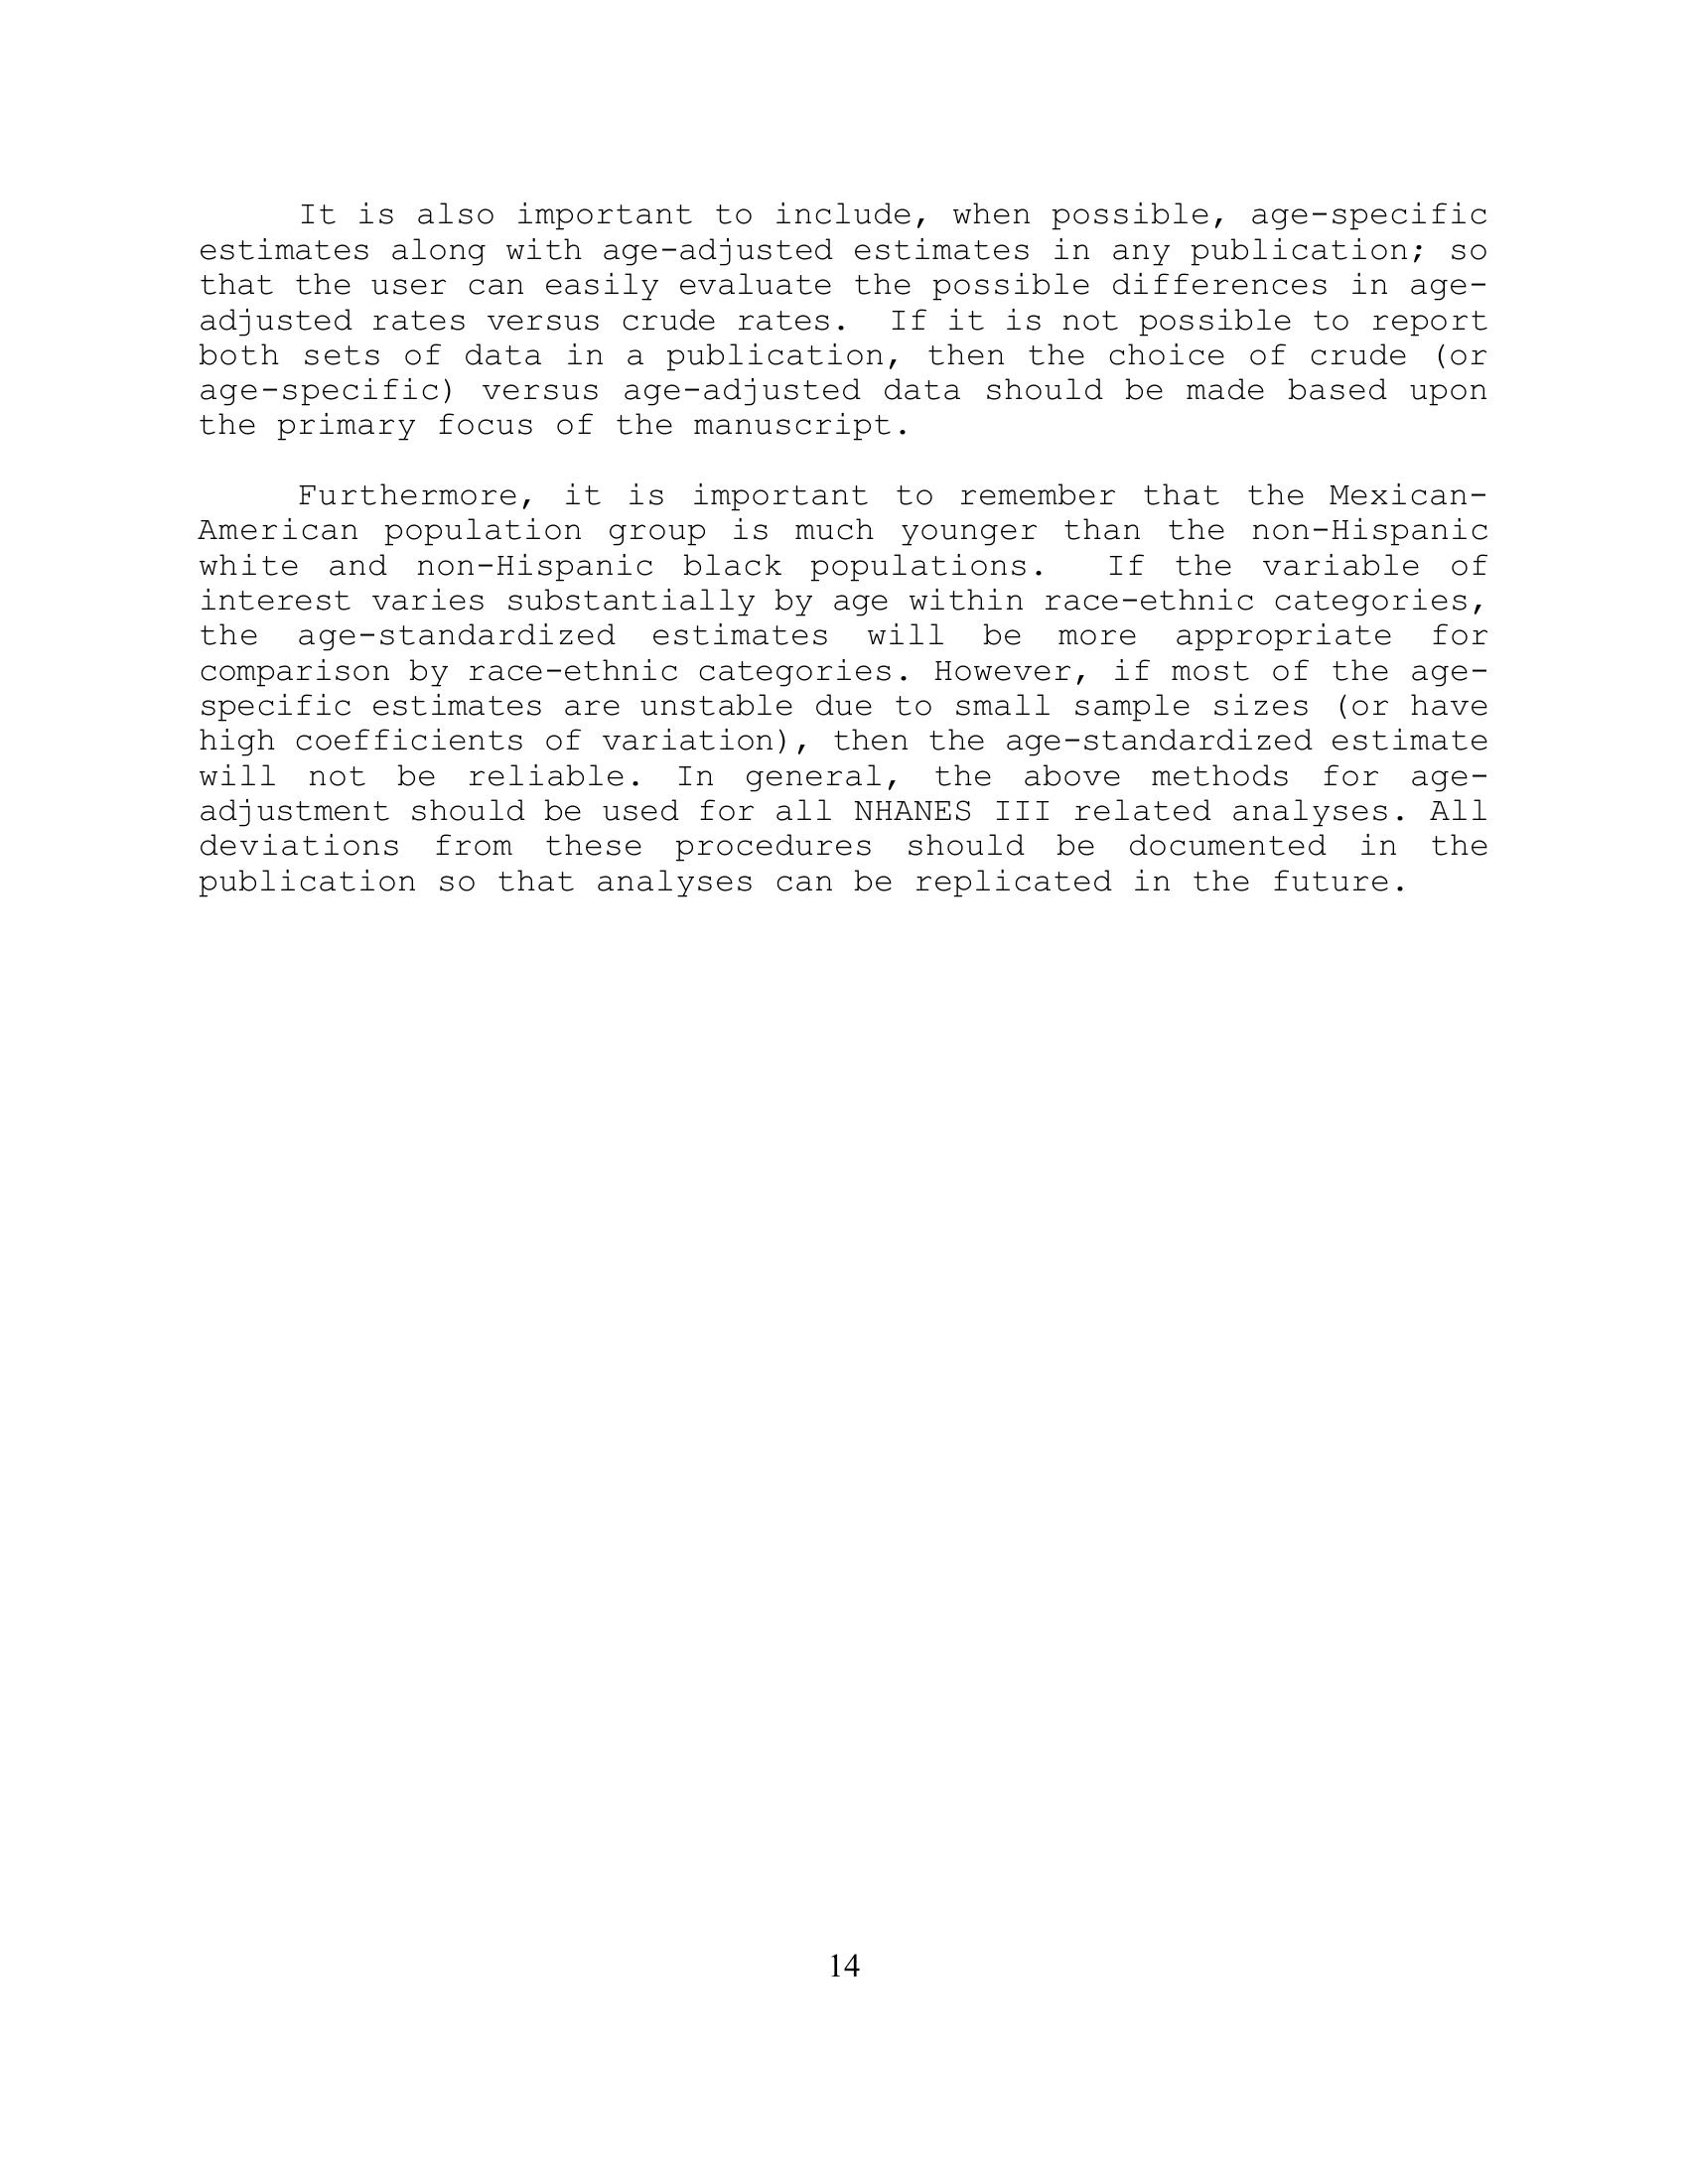 It is also important to include, when possible, age-specific
estimates along with age-adjusted estimates in any publication; so
that the user can easily evaluate the possible differences in age-
adjusted rates versus crude rates.  If it is not possible to report
both sets of data in a publication, then the choice of crude (or
age-specific) versus age-adjusted data should be made based upon
the primary focus of the manuscript.
Furthermore, it is important to remember that the Mexican-
American population group is much younger than the non-Hispanic
white and non-Hispanic black populations.  If the variable of
interest varies substantially by age within race-ethnic categories,
the age-standardized estimates will be more appropriate for
comparison by race-ethnic categories. However, if most of the age-
specific estimates are unstable due to small sample sizes (or have
high coefficients of variation), then the age-standardized estimate
will not be reliable. In general, the above methods for age-
adjustment should be used for all NHANES III related analyses. All
deviations from these procedures should be documented in the
publication so that analyses can be replicated in the future.
14